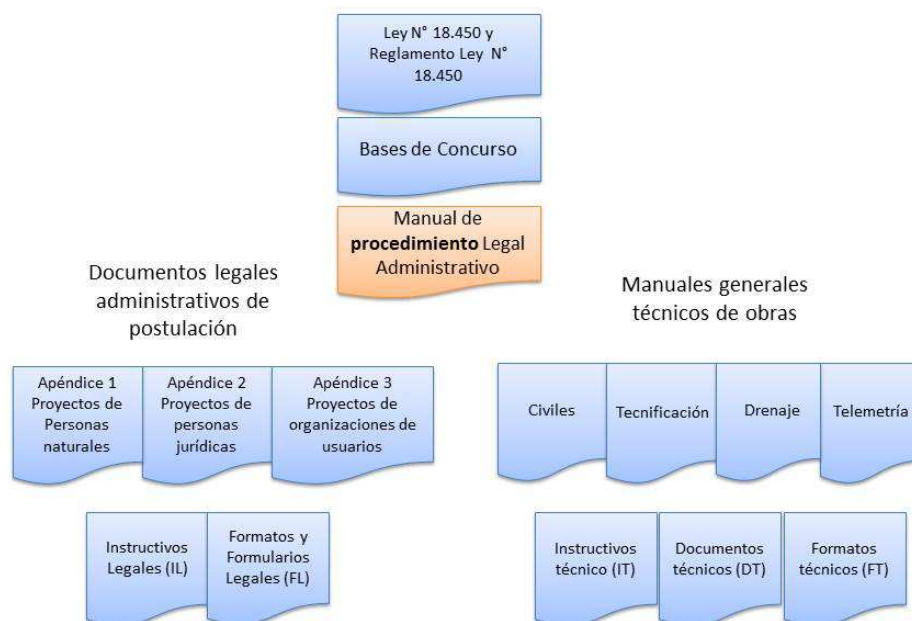 Ley N° 18.450 y
Reglamento Ley N°
18.450
Bases de Concurso
Manual de
procedimiento Legal
Administrativo
Documentos legales
administrativos de
postulación
Manuales generales
técnicos de obras
Apéndice 1
Proyectos de
Personas
naturales
Apéndice 2
Proyectos de
personas
jurídicas
Apéndice 3
Proyectos de
organizaciones de
usuarios
Civiles
Tecnificación
Drenaje
Telemetría
Instructivos
Legales (IL)
Formatos y
Formularios
Legales (FL)
Instructivos
técnico (IT)
Documentos
técnicos (DT)
Formatos
técnicos (FT)